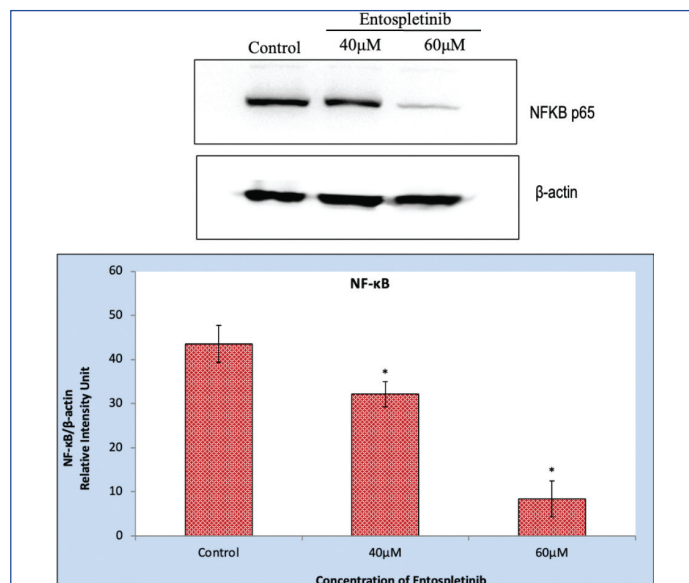 Entospletinib
Control 40μM 60μM
NFKB p65
β-actin
NF-κB
60
50
40
30
20
10
0
NF-κB/β-actin
Relative Intensity Unit
*
*
Control 40μM 60μM
Concentration of Entospletinib